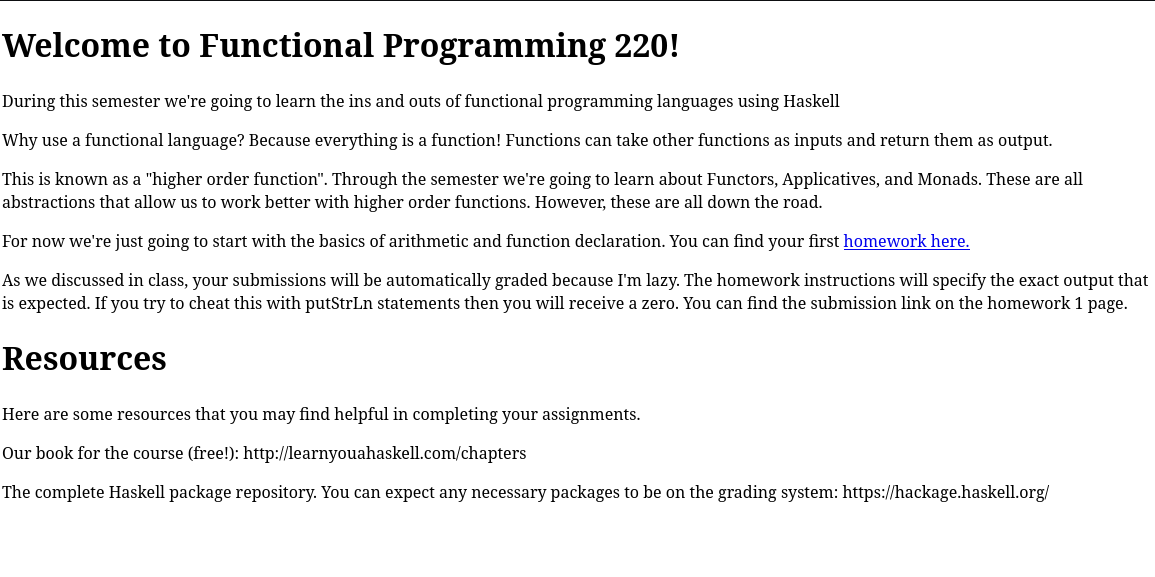 Welcome to Functional Programming 220!
During this semester we're going to learn the ins and outs of functional programming languages using Haskell
Why use a functional language? Because everything is a function! Functions can take other functions as inputs and return them as output.
This is known as a "higher order function". Through the semester we're going to learn about Functors, Applicatives, and Monads. These are all
abstractions that allow us to work better with higher order functions. However, these are all down the road.
For now we're just going to start with the basics of arithmetic and function declaration. You can find your first homework here.
As we discussed in class, your submissions will be automatically graded because I'm lazy. The homework instructions will specify the exact output that
is expected. If you try to cheat this with putStrLn statements then you will receive a zero. You can find the submission link on the homework 1 page.
Resources
Here are some resources that you may find helpful in completing your assignments.
Our book for the course (free!): http://learnyouahaskell.com/chapters
The complete Haskell package repository. You can expect any necessary packages to be on the grading system: https://hackage.haskell.org/